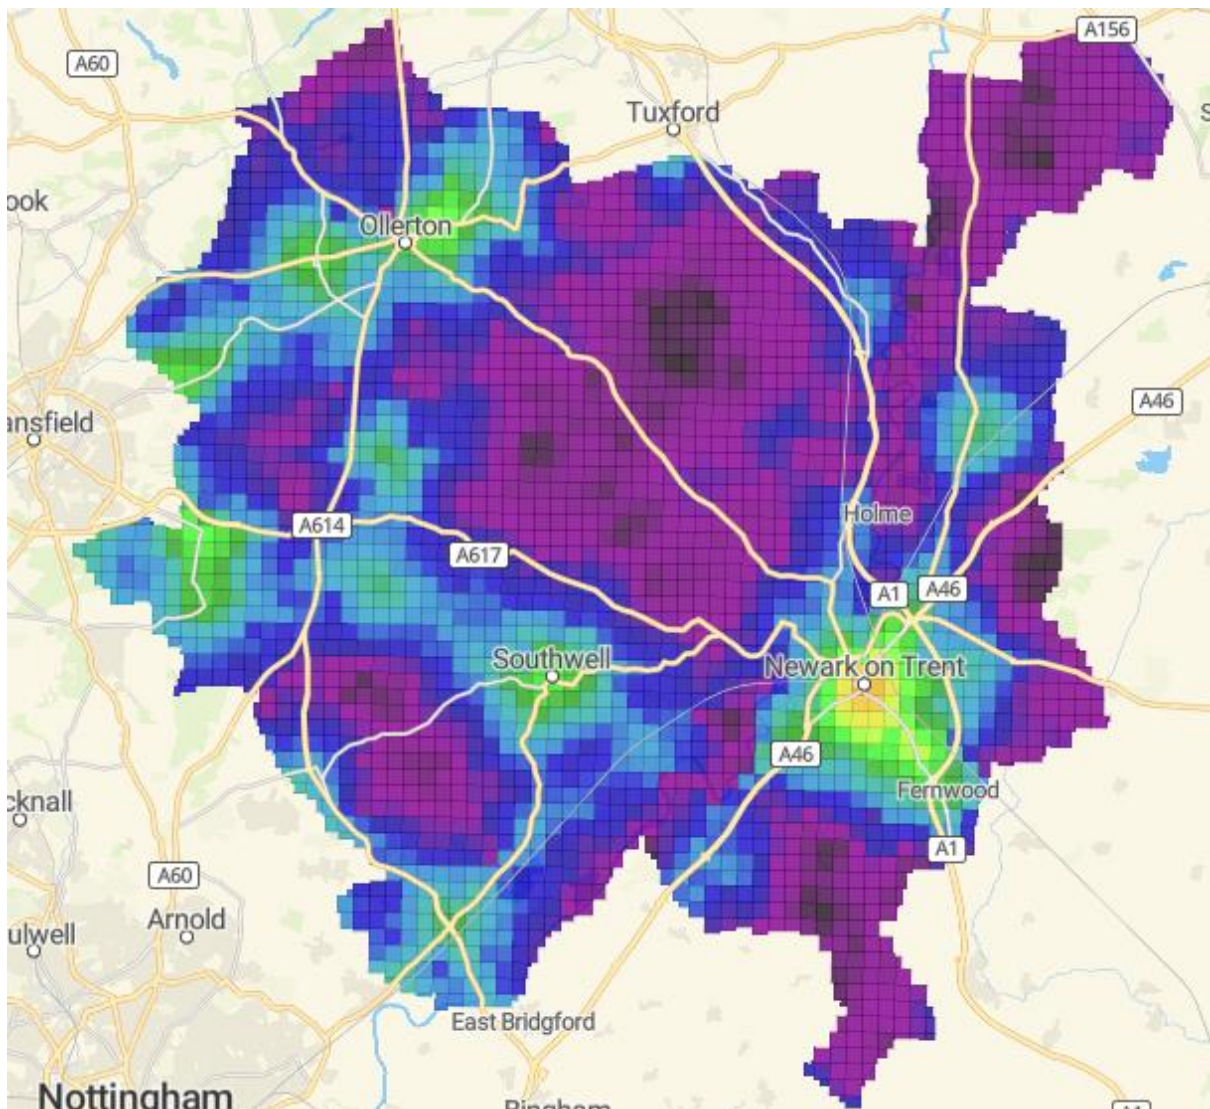 A156
A60
Tuxford
S
ook
Ollerton
A46
ansfield
Holme
A614
A617
A1
A46
Southwell
Newark on Trent
A46
Fernwood
cknall
A1
A60
Arnold
ulwell
East Bridgford
Nottingham
Bingham